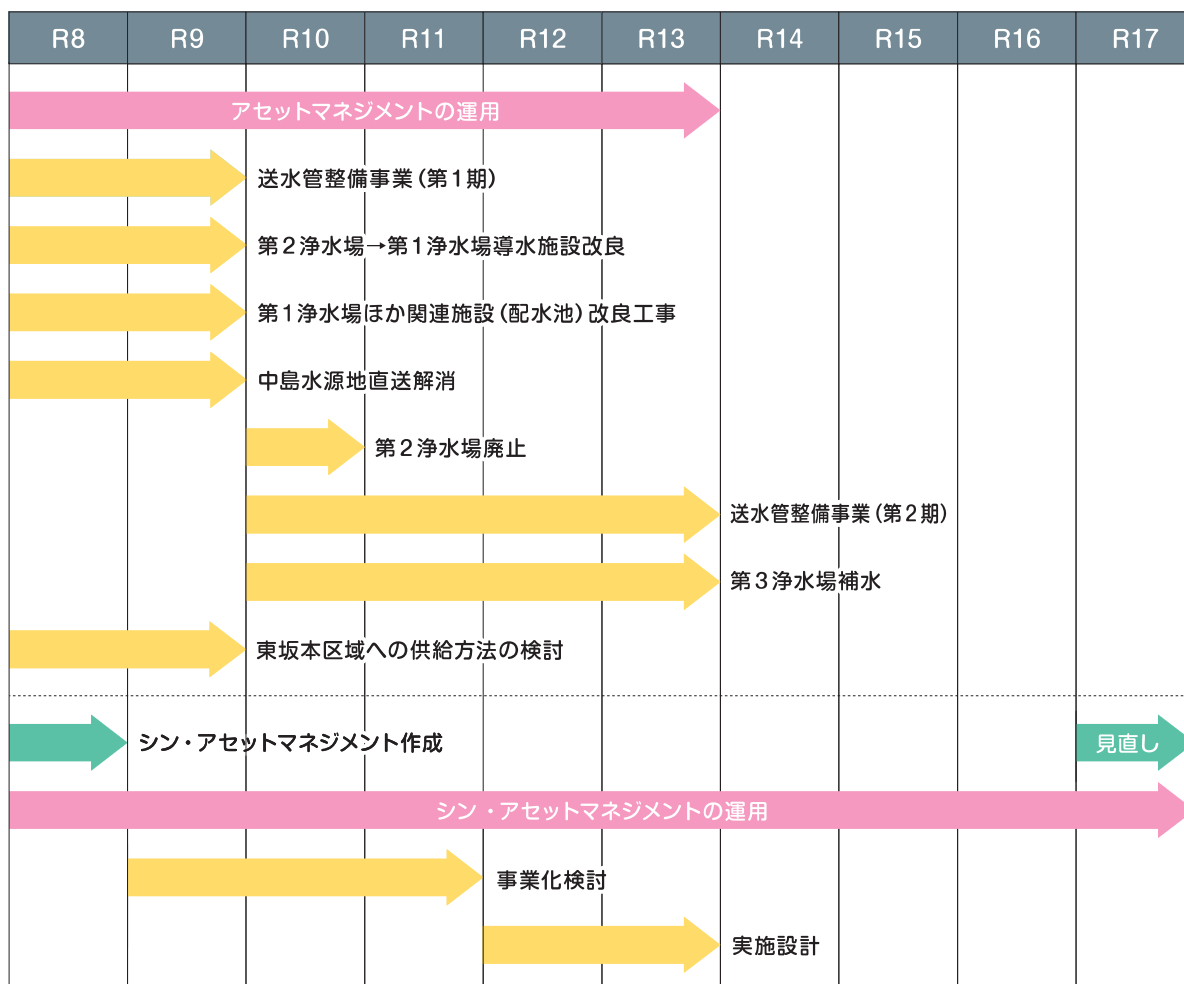 R8 R9 R10 R11 R12 R13 R14 R15 R16 R17
アセットマネジメントの運用
送水管整備事業(第1期)
第2浄水場→第1浄水場導水施設改良
第1浄水場ほか関連施設(配水池)改良工事
中島水源地直送解消
第2浄水場廃止
送水管整備事業(第2期)
第3浄水場補水
東坂本区域への供給方法の検討
シン・アセットマネジメント作成
見直し
シン・アセットマネジメントの運用
事業化検討
実施設計